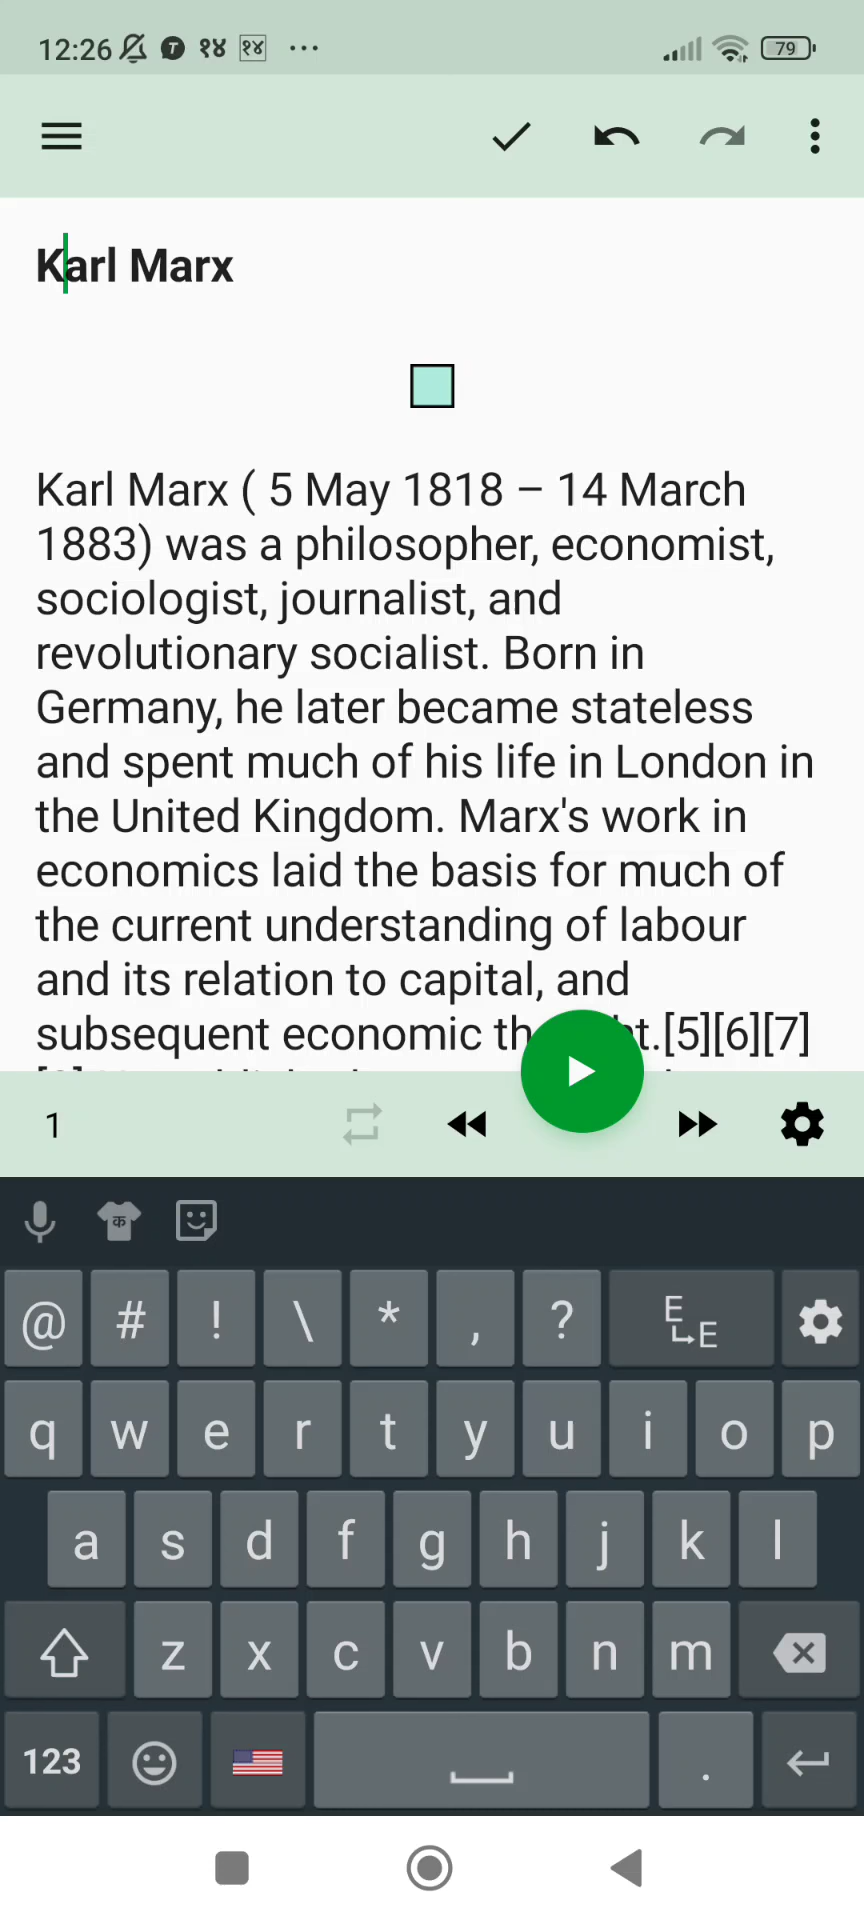 12:26 T १४ १४ ... 79
Karl Marx
Karl Marx ( 5 May 1818 – 14 March
1883) was a philosopher, economist,
sociologist, journalist, and
revolutionary socialist. Born in
Germany, he later became stateless
and spent much of his life in London in
the United Kingdom. Marx's work in
economics laid the basis for much of
the current understanding of labour
and its relation to capital, and
subsequent economic .[5][6][7]
1
क
@ # ! \ * , ? E E
q w e r t y u i o p
a s d f g h j k l
z x c v b n m
123 .